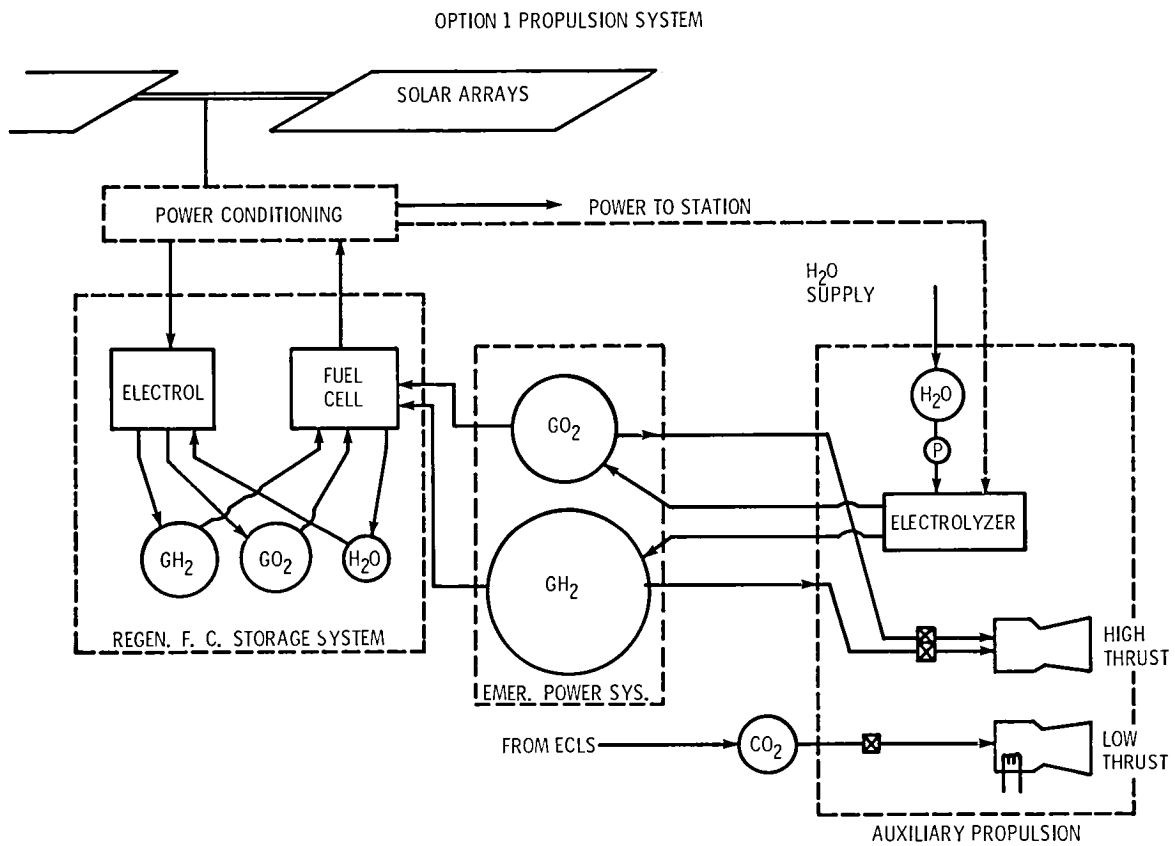 OPTION 1 PROPULSION SYSTEM
SOLAR ARRAYS
POWER CONDITIONING
POWER TO STATION
H₂O
SUPPLY
ELECTROL
FUEL
CELL
GO₂
H₂O
P
GH₂
GO₂
H₂O
ELECTROLYZER
GH₂
REGEN. F. C. STORAGE SYSTEM
HIGH
THRUST
EMER. POWER SYS.
FROM ECLS
CO₂
LOW
THRUST
AUXILIARY PROPULSION